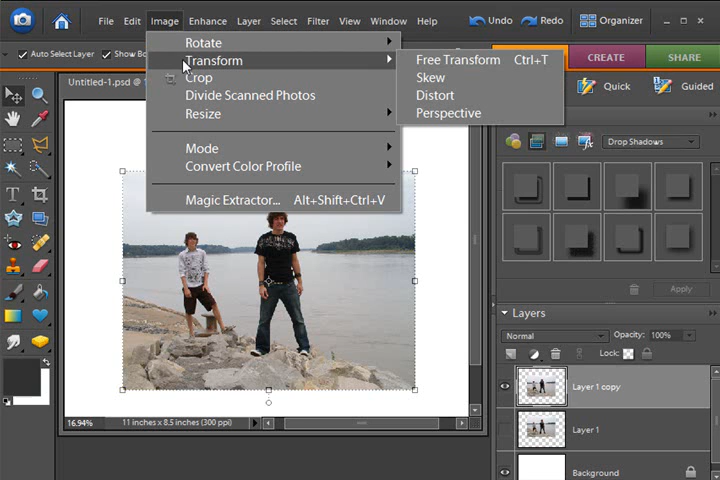 File Edit Image Enhance Layer Select Filter View Window Help Undo Redo Organizer
Auto Select Layer
CREATE SHARE
Quick Guided
Untitled-1.psd @
Rotate
Transform
Crop
Divide Scanned Photos
Resize
Mode
Convert Color Profile
Magic Extractor... Alt+Shift+Ctrl+V
Free Transform Ctrl+T
Skew
Distort
Perspective
Drop Shadows
Apply
Layers
Normal Opacity: 100%
Lock:
Layer 1 copy
Layer 1
Background
16.94% 11 inches x 8.5 inches (300 ppi)